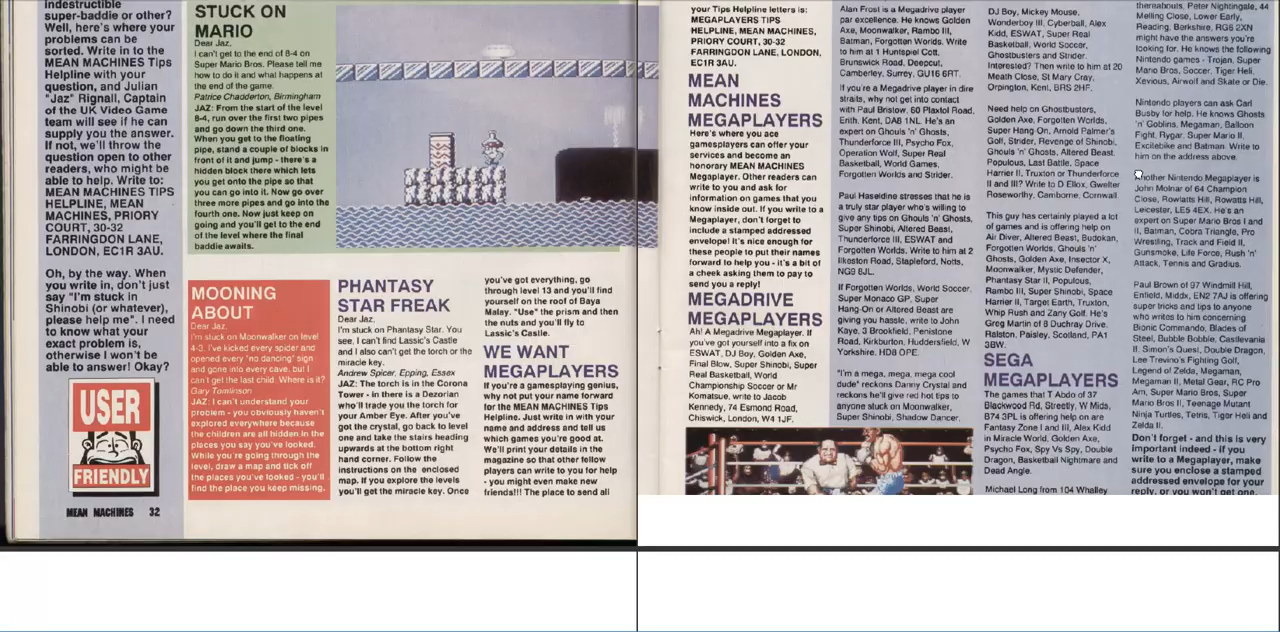 indestructible
super-baddie or other?
Well, here's where your
problems can be
sorted. Write in to the
MEAN MACHINES Tips
Helpline with your
question, and Julian
"Jaz" Rignall, Captain
of the UK Video Game
team will see if he can
supply you the answer.
If not, we'll throw the
question open to other
readers, who might be
able to help. Write to:
MEAN MACHINES TIPS
HELPLINE, MEAN
MACHINES, PRIORY
COURT, 30-32
FARRINGDON LANE,
LONDON, EC1R 3AU.
Oh, by the way. When
you write in, don't just
say "I'm stuck in
Shinobi (or whatever),
please help me". I need
to know what your
exact problem is,
otherwise I won't be
able to answer! Okay?
USER
FRIENDLY
MEAN MACHINES 32
STUCK ON
MARIO
Dear Jaz.
I can't get to the end of 8-4 on
Super Mario Bros. Please tell me
how to do it and what happens at
the end of the game.
Patrice Chadderton, Birmingham
JAZ: From the start of the level
8-4, run over the first two pipes
and go down the third one.
When you get to the floating
pipe, stand a couple of blocks in
front of it and jump - there's a
hidden block there which lets
you get onto the pipe so that
you can go into it. Now go over
three more pipes and go into the
fourth one. Now just keep on
going and you'll get to the end
of the level where the final
baddie awaits.
MOONING
ABOUT
Dear Jaz.
I'm stuck on Moonwalker on level
4-3. I've kicked every spider and
opened every "no dancing" sign
and gone into every cave, but I
can't get the last child. Where is it?
Gary Tomlinson
JAZ: I can't understand your
problem - you obviously haven't
explored everywhere because
the children are all hidden in the
places you say you've looked.
While you're going through the
level, draw a map and tick off
the places you've looked - you'll
find the place you keep missing.
PHANTASY
STAR FREAK
Dear Jaz.
I'm stuck on Phantasy Star. You
see, I can't find Lassic's Castle
and I also can't get the torch or the
miracle key.
Andrew Spicer, Epping, Essex
JAZ: The torch is in the Corona
Tower - in there is a Dezorian
who'll trade you the torch for
your Amber Eye. After you've
got the crystal, go back to level
one and take the stairs heading
upwards at the bottom right
hand corner. Follow the
instructions on the enclosed
map. If you explore the levels
you'll get the miracle key. Once
you've got everything, go
through level 13 and you'll find
yourself on the roof of Baya
Malay. "Use" the prism and then
the nuts and you'll fly to
Lassic's Castle.
WE WANT
MEGAPLAYERS
If you're a gamesplaying genius,
why not put your name forward
for the MEAN MACHINES Tips
Helpline. Just write in with your
name and address and tell us
which games you're good at.
We'll print your details in the
magazine so that other fellow
players can write to you for help
- you might even make new
friends!!! The place to send all
your Tips Helpline letters is:
MEGAPLAYERS TIPS
HELPLINE, MEAN MACHINES,
PRIORY COURT, 30-32
FARRINGDON LANE, LONDON,
EC1R 3AU.
MEAN
MACHINES
MEGAPLAYERS
Here's where you ace
gamesplayers can offer your
services and become an
honorary MEAN MACHINES
Megaplayer. Other readers can
write to you and ask for
information on games that you
know inside out. If you write to a
Megaplayer, don't forget to
include a stamped addressed
envelope! It's nice enough for
these people to put their names
forward to help you - it's a bit of
a cheek asking them to pay to
send you a reply!
MEGADRIVE
MEGAPLAYERS
Ah! A Megadrive Megaplayer. If
you've got yourself into a fix on
ESWAT, DJ Boy, Golden Axe,
Final Blow, Super Shinobi, Super
Real Basketball, World
Championship Soccer or Mr
Komatsue, write to Jacob
Kennedy, 74 Esmond Road,
Chiswick, London, W4 1JF.
Alan Frost is a Megadrive player
par excellence. He knows Golden
Axe, Moonwalker, Rambo III,
Batman, Forgotten Worlds. Write
to him at 1 Huntspell Cott,
Brunswick Road, Deepcut,
Camberley, Surrey, GU16 6RT.
If you're a Megadrive player in dire
straits, why not get into contact
with Paul Bristow, 60 Plaxtol Road,
Erith, Kent, DA8 1NL. He's an
expert on Ghouls 'n' Ghosts,
Thunderforce III, Psycho Fox,
Operation Wolf, Super Real
Basketball, World Games,
Forgotten Worlds and Strider.
Paul Haseldine stresses that he is
a truly star player who's willing to
give any tips on Ghouls 'n' Ghosts,
Super Shinobi, Altered Beast,
Thunderforce III, ESWAT and
Forgotten Worlds. Write to him at 2
Ilkeston Road, Stapleford, Notts,
NG9 8JL.
If Forgotten Worlds, World Soccer,
Super Monaco GP, Super
Hang-On or Altered Beast are
giving you hassle, write to John
Kaye, 3 Brookfield, Penistone
Road, Kirkburton, Huddersfield, W
Yorkshire. HD8 OPE.
"I'm a mega, mega, mega cool
dude" reckons Danny Crystal and
reckons he'll give red hot tips to
anyone stuck on Moonwalker,
Super Shinobi, Shadow Dancer,
DJ Boy, Mickey Mouse,
Wonderboy III, Cyberball, Alex
Kidd, ESWAT, Super Real
Basketball, World Soccer,
Ghostbusters and Strider.
Interested? Then write to him at 20
Meath Close, St Mary Cray,
Orpington, Kent, BR5 2HF.
Need help on Ghostbusters,
Golden Axe, Forgotten Worlds,
Super Hang On, Arnold Palmer's
Golf, Strider, Revenge of Shinobi,
Ghouls 'n' Ghosts, Altered Beast,
Populous, Last Battle, Space
Harrier II, Truxton or Thunderforce
II and III? Write to D Ellox, Gwelter
Roseworthy, Camborne, Cornwall.
This guy has certainly played a lot
of games and is offering help on
Air Diver, Altered Beast, Budokan,
Forgotten Worlds, Ghouls 'n'
Ghosts, Golden Axe, Insector X,
Moonwalker, Mystic Defender,
Phantasy Star II, Populous,
Rambo III, Super Shinobi, Space
Harrier II, Target Earth, Truxton,
Whip Rush and Zany Golf. He's
Greg Martin of 8 Duchray Drive,
Ralston, Paisley, Scotland, PA1
3BW.
SEGA
MEGAPLAYERS
The games that T Abdo of 37
Blackwood Rd, Streetly, W Mids,
B74 3PL is offering help on are
Fantasy Zone I and III, Alex Kidd
in Miracle World, Golden Axe,
Psycho Fox, Spy Vs Spy, Double
Dragon, Basketball Nightmare and
Dead Angle.
Michael Long from 104 Whalley
thereabouts, Peter Nightingale, 44
Melling Close, Lower Early,
Reading, Berkshire, RG6 2XN
might have the answers you're
looking for. He knows the following
Nintendo games - Trojan, Super
Mario Bros, Soccer, Tiger Heli,
Xevious, Airwolf and Skate or Die.
Nintendo players can ask Carl
Busby for help. He knows Ghosts
'n' Goblins, Megaman, Balloon
Fight, Rygar, Super Mario II,
Excitebike and Batman. Write to
him on the address above.
Another Nintendo Megaplayer is
John Molnar of 64 Champion
Close, Rowlatts Hill, Rowatts Hill,
Leicester, LE5 4EX. He's an
expert on Super Mario Bros I and
II, Batman, Cobra Triangle, Pro
Wrestling, Track and Field II,
Gunsmoke, Life Force, Rush 'n'
Attack, Tennis and Gradius.
Paul Brown of 97 Windmill Hill,
Enfield, Middx, EN2 7AJ is offering
super tricks and tips to anyone
who writes to him concerning
Bionic Commando, Blades of
Steel, Bubble Bobble, Castlevania
II: Simon's Quest, Double Dragon,
Lee Trevino's Fighting Golf,
Legend of Zelda, Megaman,
Megaman II, Metal Gear, RC Pro
Am, Super Mario Bros, Super
Mario Bros II, Teenage Mutant
Ninja Turtles, Tetris, Tiger Heli and
Zelda II.
Don't forget - and this is very
important indeed - if you
write to a Megaplayer, make
sure you enclose a stamped
addressed envelope for your
reply, or you won't get one.